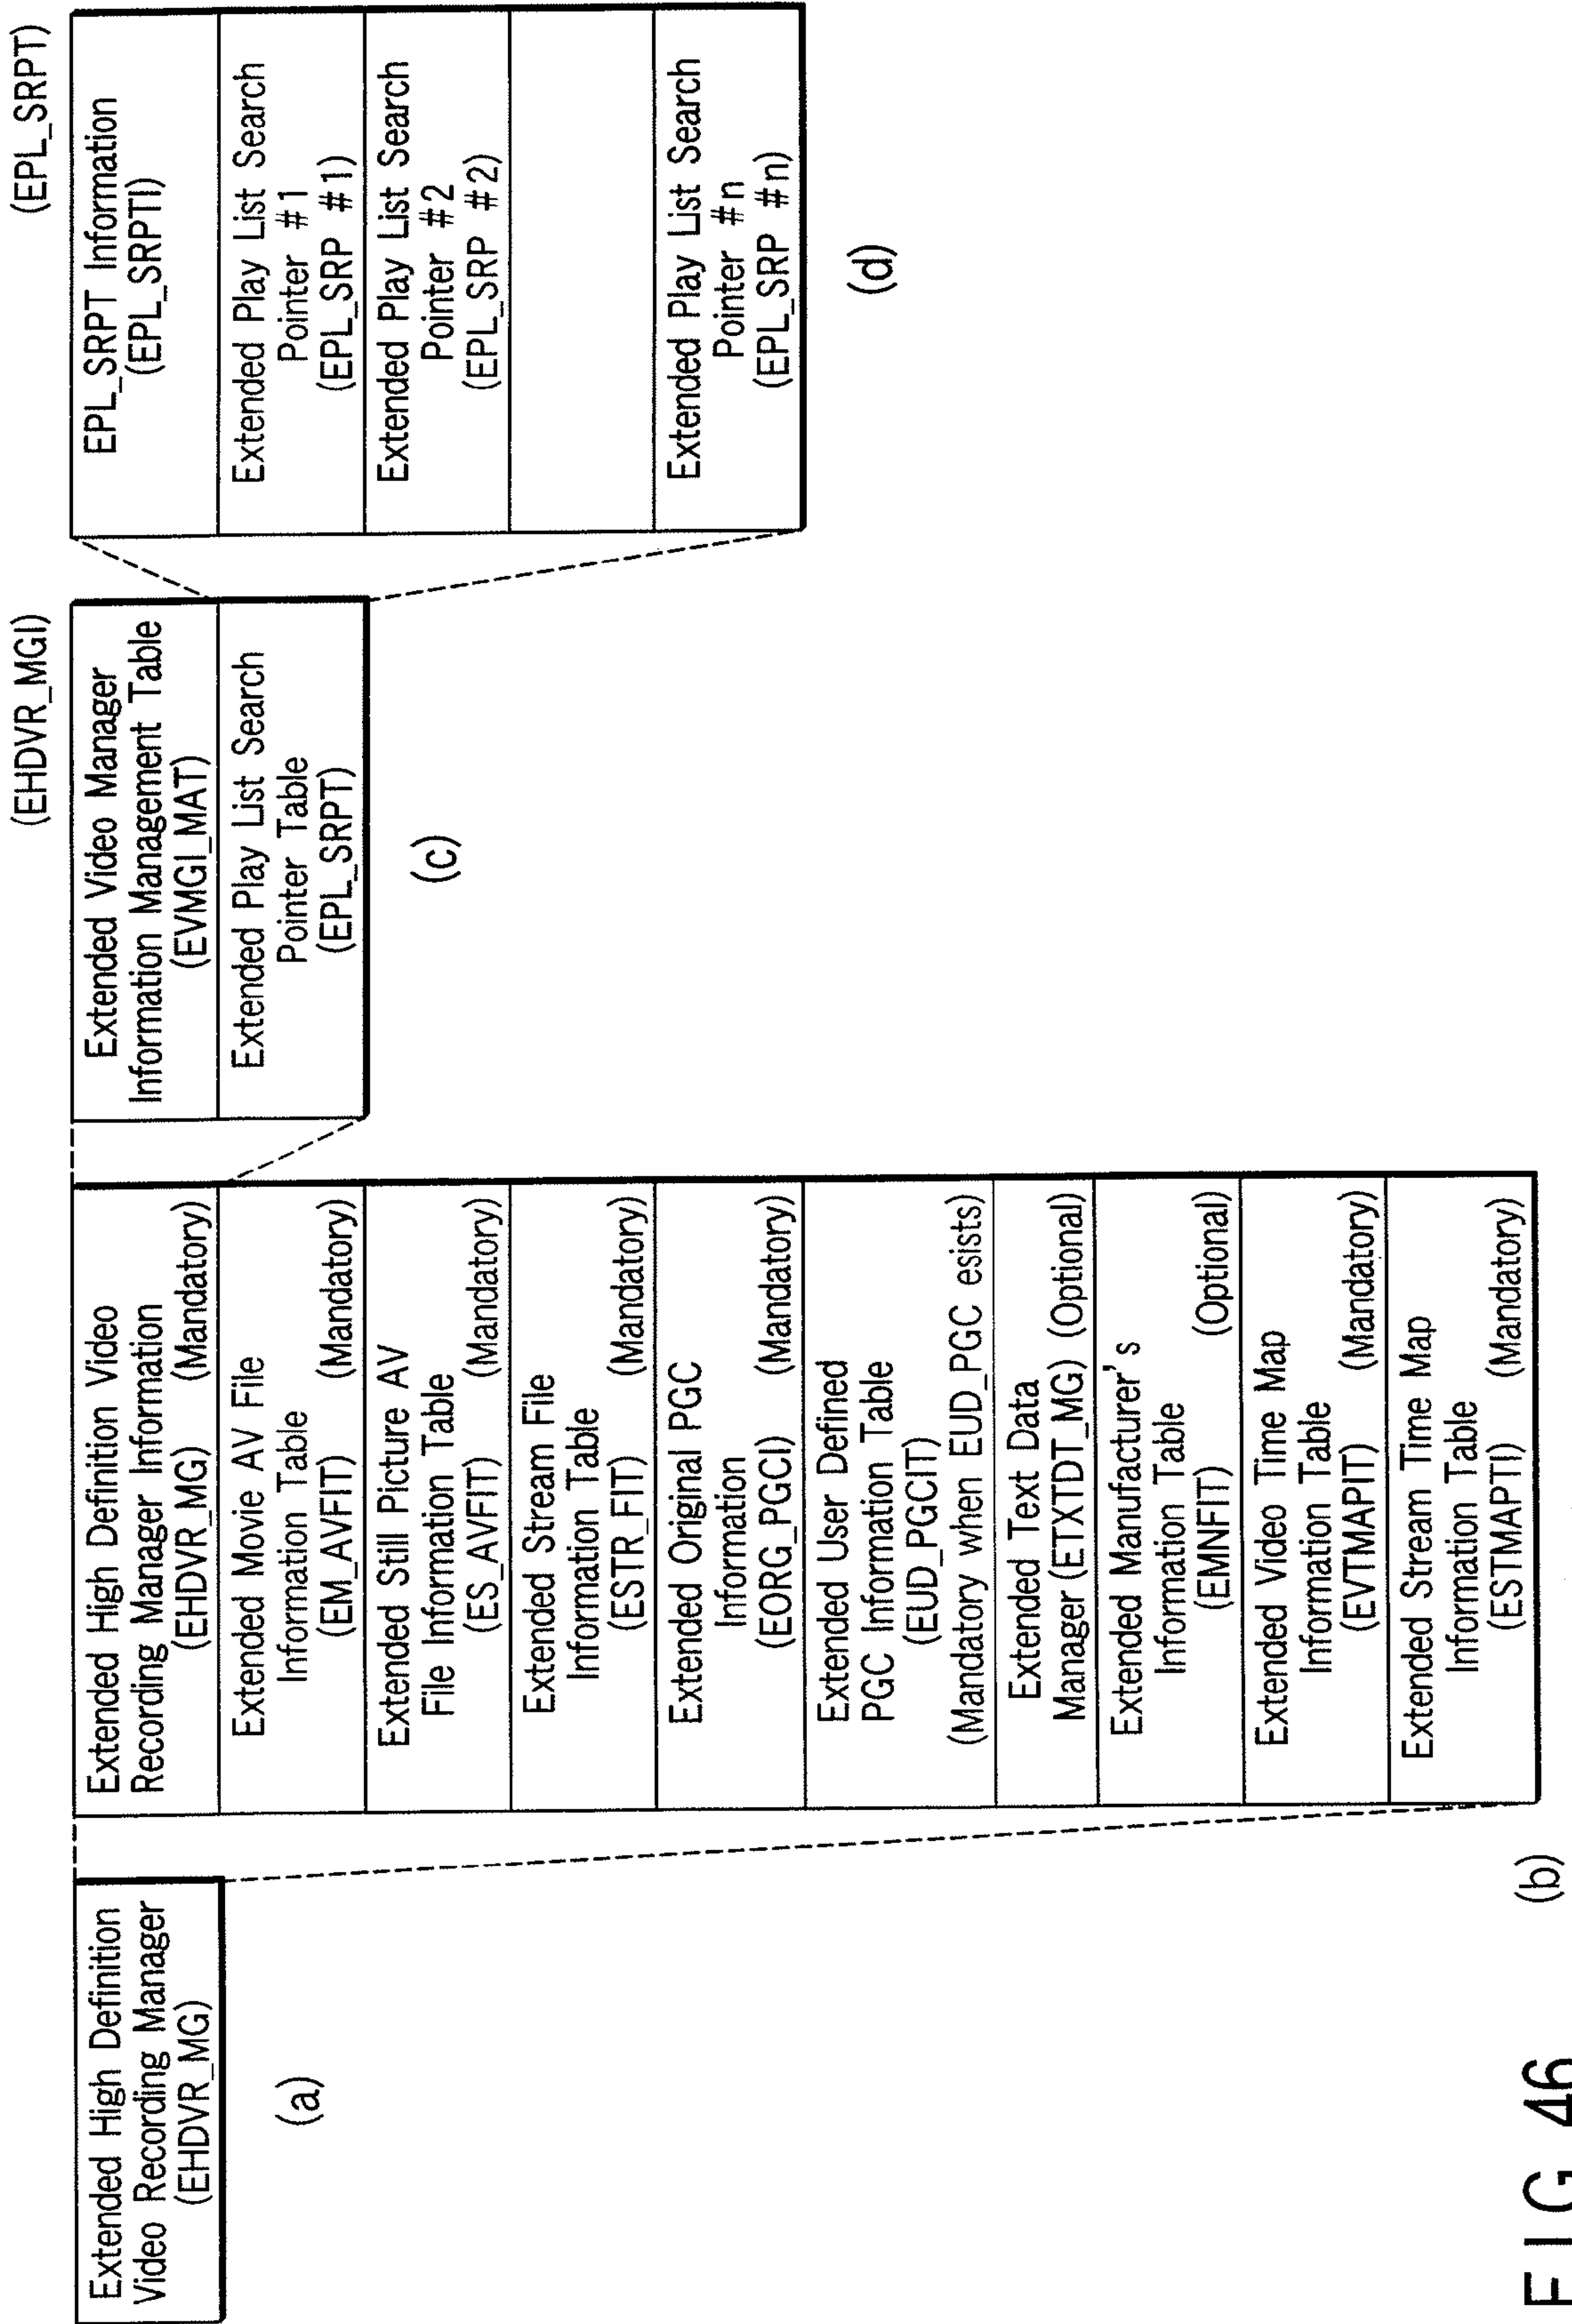 Extended High Definition
Video Recording Manager
(EHDVR_MG)
(a)
Extended High Definition Video
Recording Manager Information
(EHDVR_MG) (Mandatory)
Extended Movie AV File
Information Table
(EM_AVFIT) (Mandatory)
Extended Still Picture AV
File Information Table
(ES_AVFIT) (Mandatory)
Extended Stream File
Information Table
(ESTR_FIT) (Mandatory)
Extended Original PGC
Information
(EORG_PGCI) (Mandatory)
Extended User Defined
PGC Information Table
(EUD_PGCIT)
(Mandatory when EUD_PGC esists)
Extended Text Data
Manager (ETXTDT_MG) (Optional)
Extended Manufacturer's
Information Table
(EMNFIT) (Optional)
Extended Video Time Map
Information Table
(EVTMAPIT) (Mandatory)
Extended Stream Time Map
Information Table
(ESTMAPTI) (Mandatory)
(b)
(EHDVR_MGI)
Extended Video Manager
Information Management Table
(EVMGI_MAT)
Extended Play List Search
Pointer Table
(EPL_SRPT)
(c)
(EPL_SRPT)
EPL_SRPT Information
(EPL_SRPTI)
Extended Play List Search
Pointer #1
(EPL_SRP #1)
Extended Play List Search
Pointer #2
(EPL_SRP #2)
Extended Play List Search
Pointer #n
(EPL_SRP #n)
(d)
FIG 46